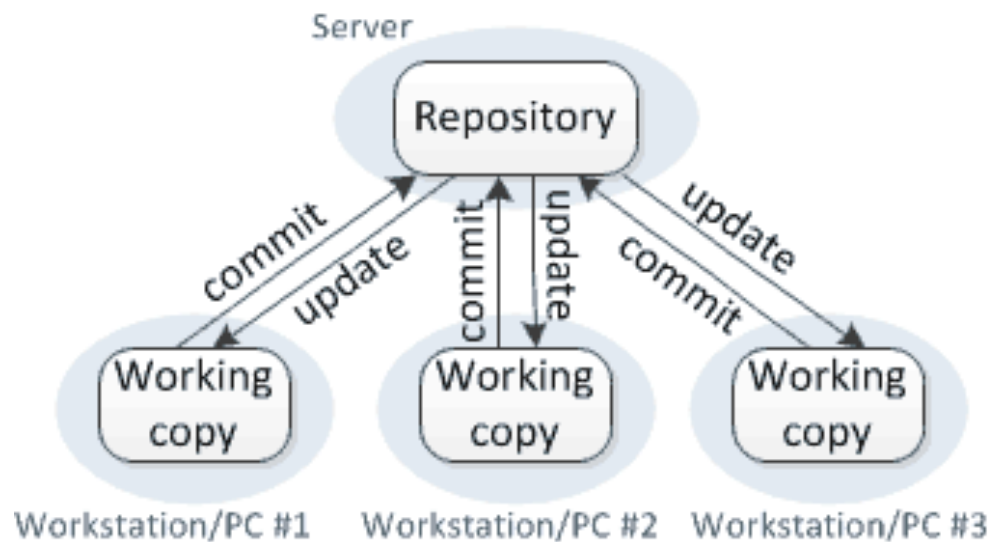 Server
Repository
commit
update
commit
update
commit
update
Working
copy
Working
copy
Working
copy
Workstation/PC #1
Workstation/PC #2
Workstation/PC #3